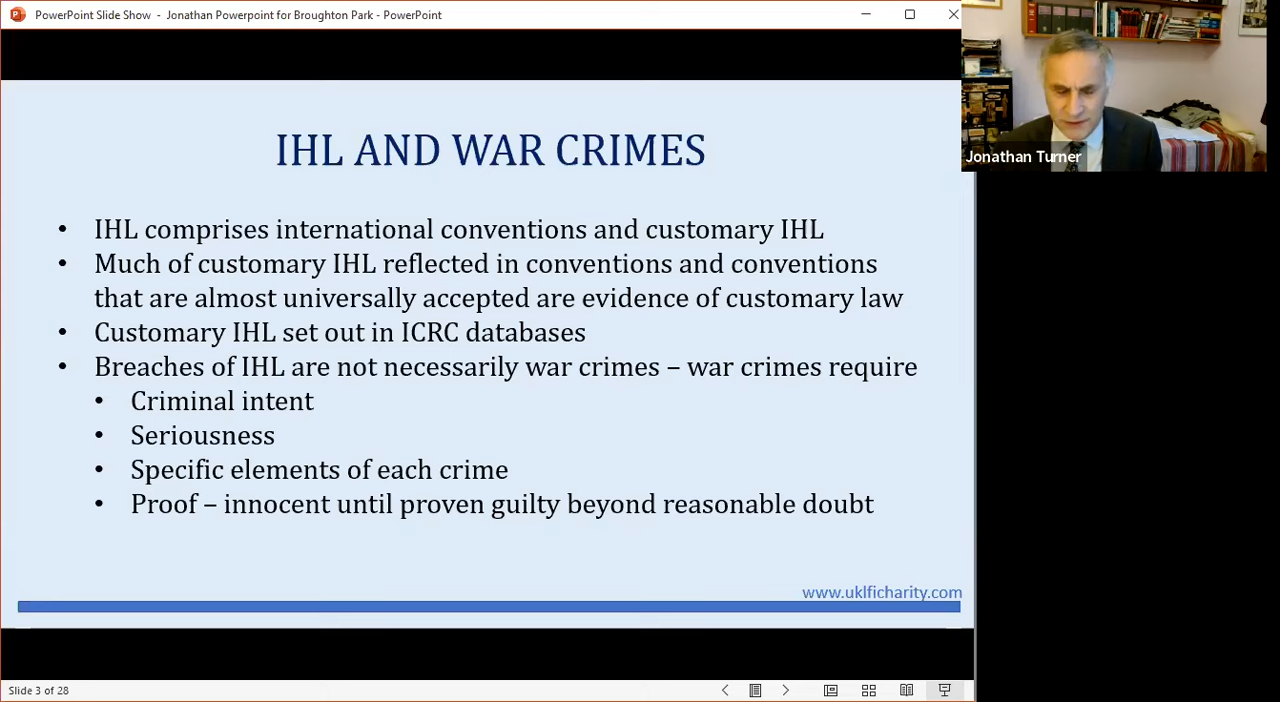 PowerPoint Slide Show - Jonathan Powerpoint for Broughton Park - PowerPoint
Jonathan Turner
IHL AND WAR CRIMES
• IHL comprises international conventions and customary IHL
• Much of customary IHL reflected in conventions and conventions
that are almost universally accepted are evidence of customary law
• Customary IHL set out in ICRC databases
• Breaches of IHL are not necessarily war crimes – war crimes require
• Criminal intent
• Seriousness
• Specific elements of each crime
• Proof – innocent until proven guilty beyond reasonable doubt
www.uklficharity.com
Slide 3 of 28